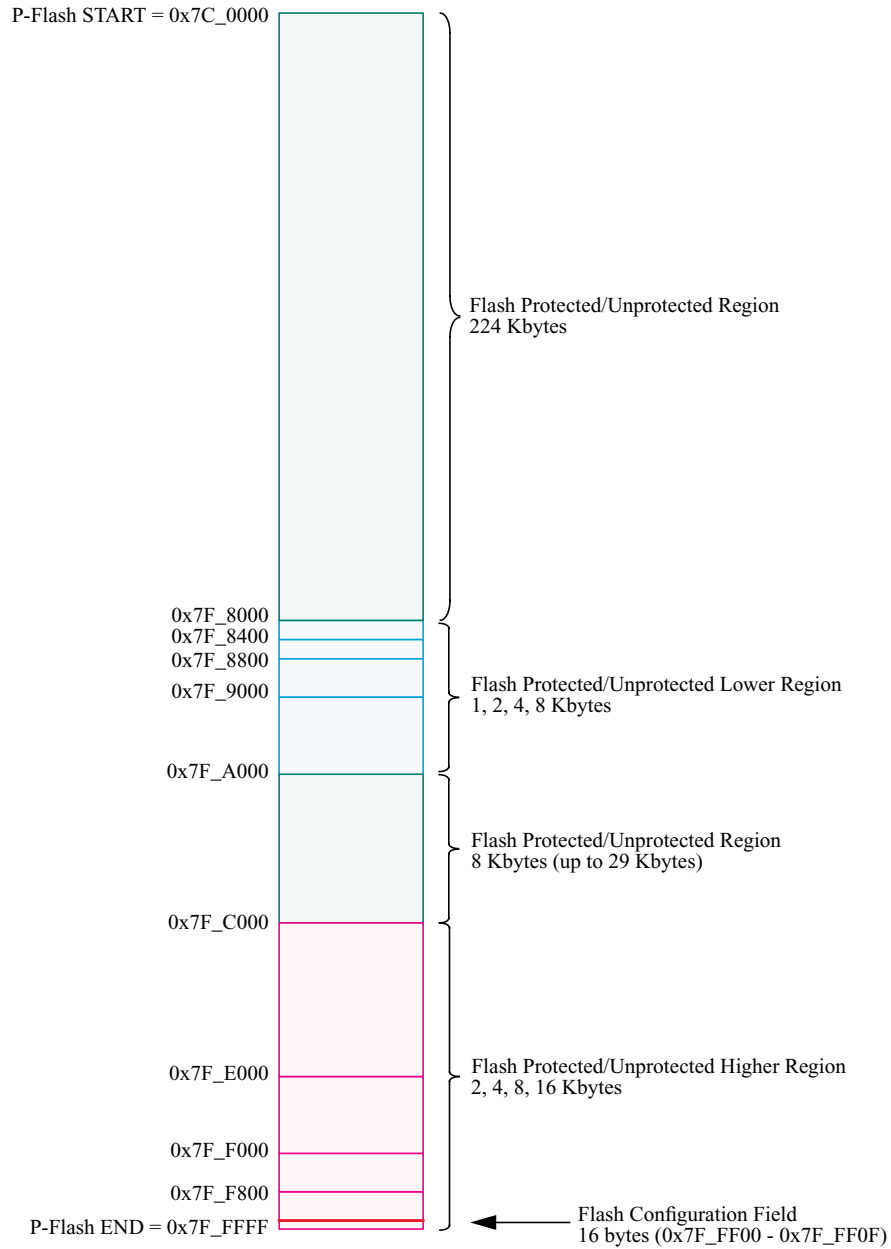 P-Flash START = 0x7C_0000
Flash Protected/Unprotected Region
224 Kbytes
0x7F_8000
0x7F_8400
0x7F_8800
0x7F_9000
Flash Protected/Unprotected Lower Region
1, 2, 4, 8 Kbytes
0x7F_A000
Flash Protected/Unprotected Region
8 Kbytes (up to 29 Kbytes)
0x7F_C000
0x7F_E000
Flash Protected/Unprotected Higher Region
2, 4, 8, 16 Kbytes
0x7F_F000
0x7F_F800
P-Flash END = 0x7F_FFFF
Flash Configuration Field
16 bytes (0x7F_FF00 - 0x7F_FF0F)